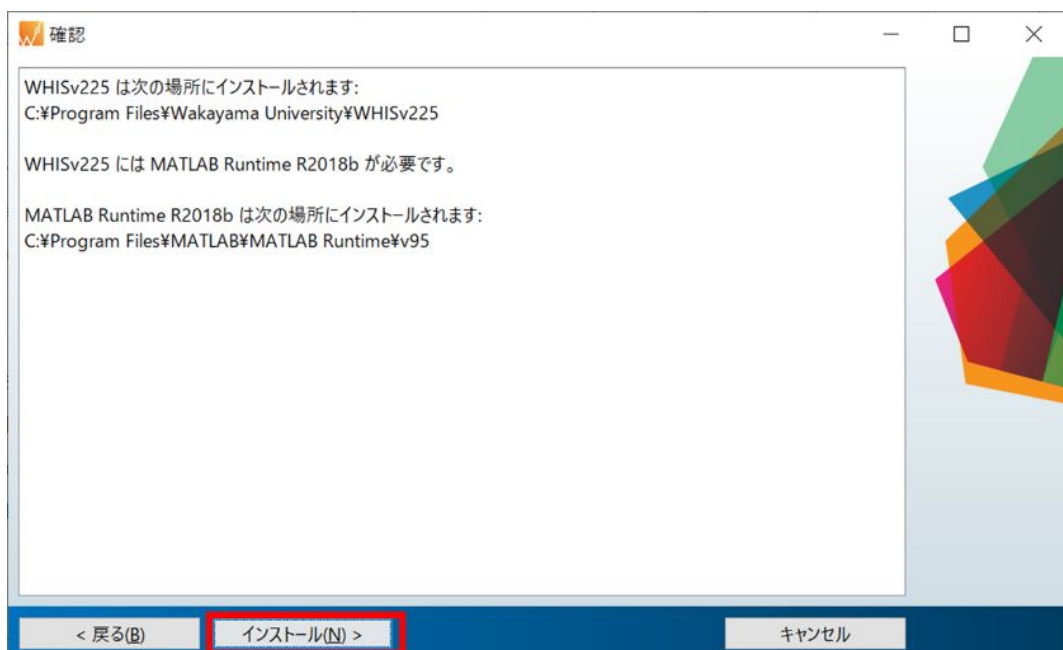 確認
WHISv225 は次の場所にインストールされます:
C:¥Program Files¥Wakayama University¥WHISv225
WHISv225 には MATLAB Runtime R2018b が必要です。
MATLAB Runtime R2018b は次の場所にインストールされます:
C:¥Program Files¥MATLAB¥MATLAB Runtime¥v95
< 戻る(B)
インストール(N) >
キャンセル